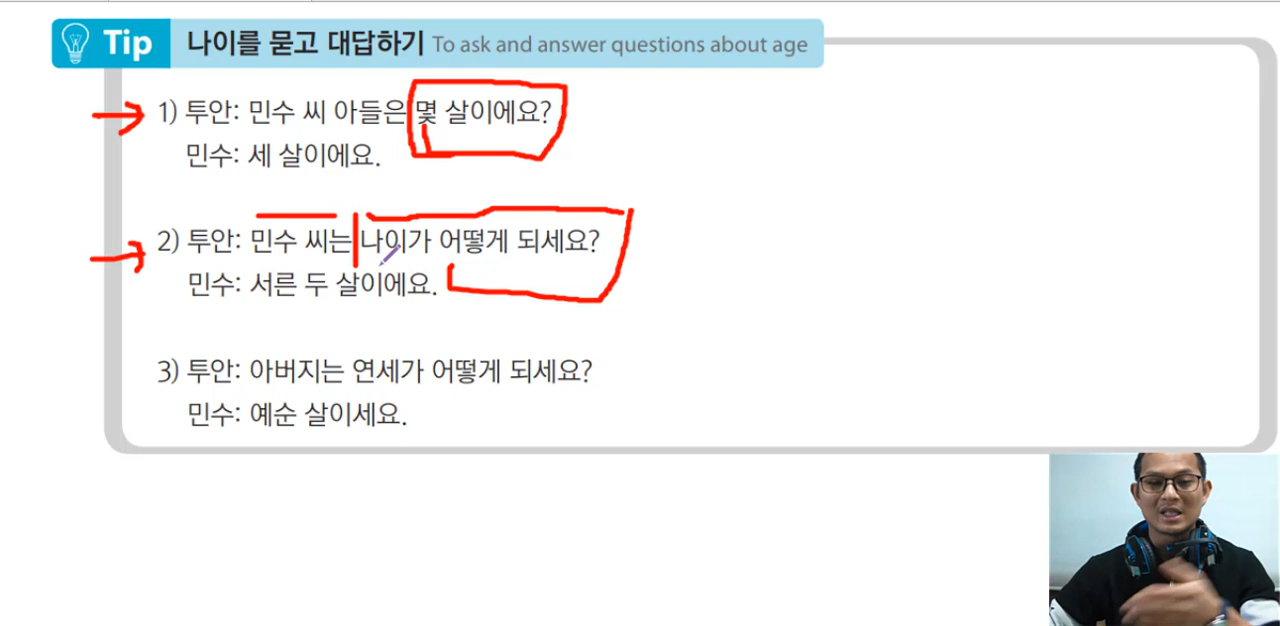 Tip 나이를 묻고 대답하기 To ask and answer questions about age
1) 투안: 민수 씨 아들은 몇 살이에요?
민수: 세 살이에요.
2) 투안: 민수 씨는 나이가 어떻게 되세요?
민수: 서른 두 살이에요.
3) 투안: 아버지는 연세가 어떻게 되세요?
민수: 예순 살이세요.